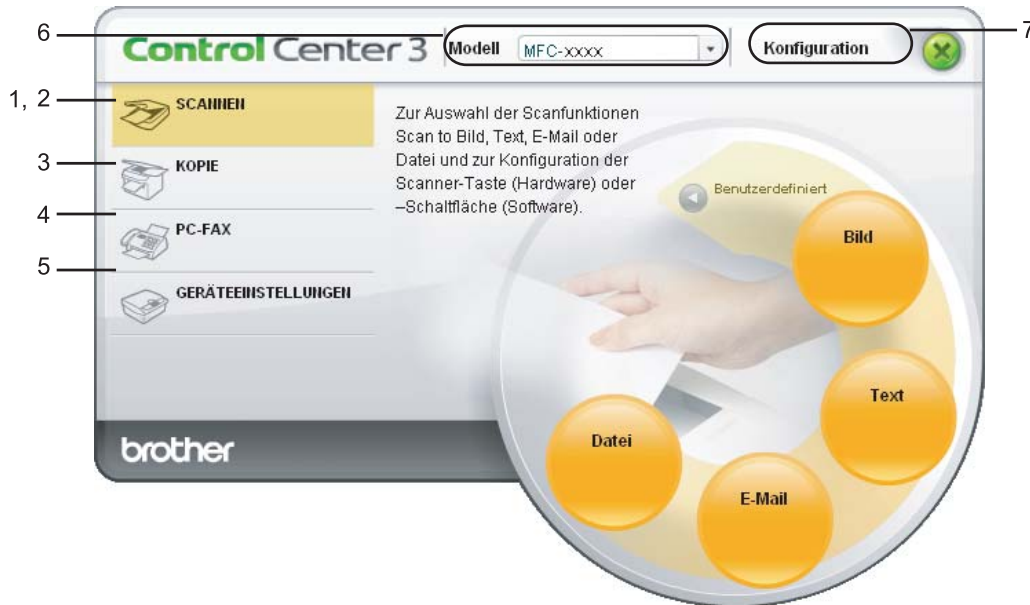 6
Control Center 3
Modell
MFC-xxxx
Konfiguration
7
1, 2
SCANNEN
3
KOPIE
4
PC-FAX
5
GERÄTEEINSTELLUNGEN
Zur Auswahl der Scanfunktionen
Scan to Bild, Text, E-Mail oder
Datei und zur Konfiguration der
Scanner-Taste (Hardware) oder
–Schaltfläche (Software).
Benutzerdefiniert
Bild
Text
E-Mail
Datei
brother